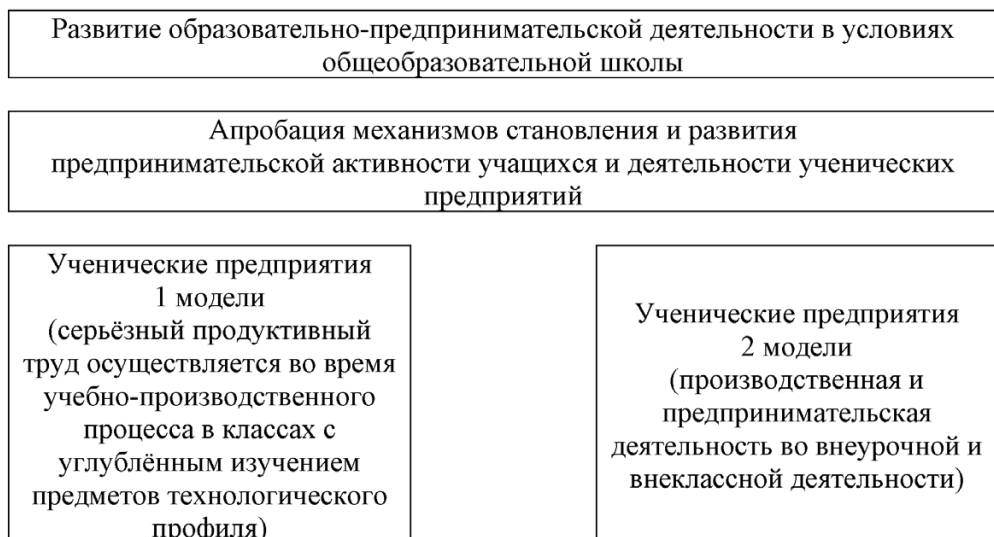 Развитие образовательно-предпринимательской деятельности в условиях
общеобразовательной школы
Апробация механизмов становления и развития
предпринимательской активности учащихся и деятельности ученических
предприятий
Ученические предприятия
1 модели
(серьёзный продуктивный
труд осуществляется во время
учебно-производственного
процесса в классах с
углублённым изучением
предметов технологического
профиля)
Ученические предприятия
2 модели
(производственная и
предпринимательская
деятельность во внеурочной и
внеклассной деятельности)